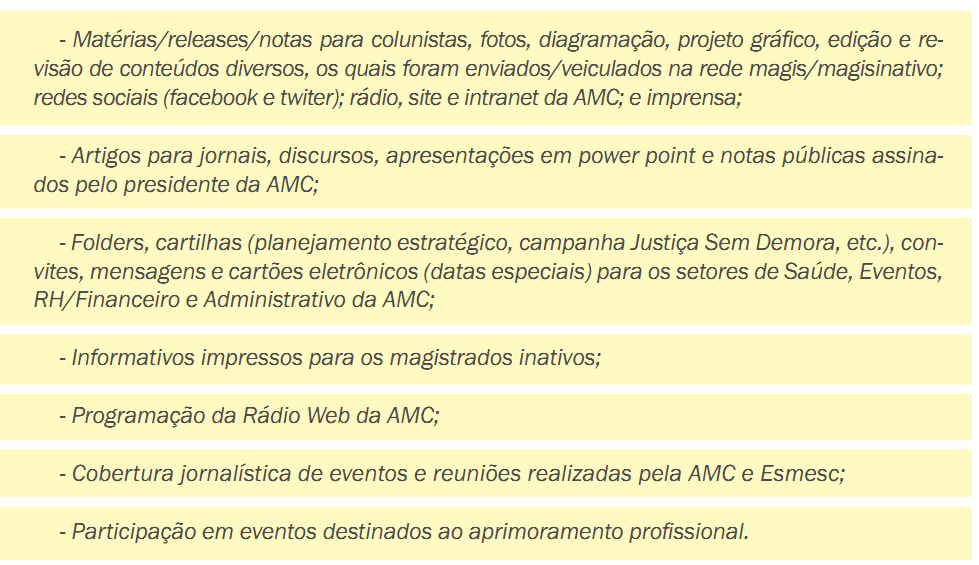 - Matérias/releases/notas para colunistas, fotos, diagramação, projeto gráfico, edição e re-
visão de conteúdos diversos, os quais foram enviados/veiculados na rede magis/magisinativo;
redes sociais (facebook e twiter); rádio, site e intranet da AMC; e imprensa;
- Artigos para jornais, discursos, apresentações em power point e notas públicas assina-
dos pelo presidente da AMC;
- Folders, cartilhas (planejamento estratégico, campanha Justiça Sem Demora, etc.), con-
vites, mensagens e cartões eletrônicos (datas especiais) para os setores de Saúde, Eventos,
RH/Financeiro e Administrativo da AMC;
- Informativos impressos para os magistrados inativos;
- Programação da Rádio Web da AMC;
- Cobertura jornalística de eventos e reuniões realizadas pela AMC e Esmesc;
- Participação em eventos destinados ao aprimoramento profissional.